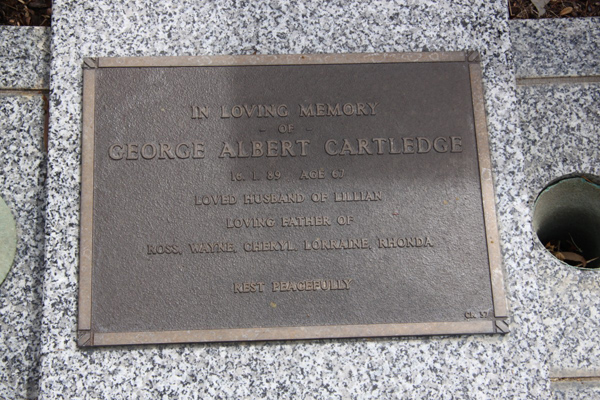 IN LOVING MEMORY
- OF -
GEORGE ALBERT CARTLEDGE
16. 1. 89 AGE 67
LOVED HUSBAND OF LILLIAN
LOVING FATHER OF
ROSS, WAYNE, CHERYL, LORRAINE, RHONDA
REST PEACEFULLY